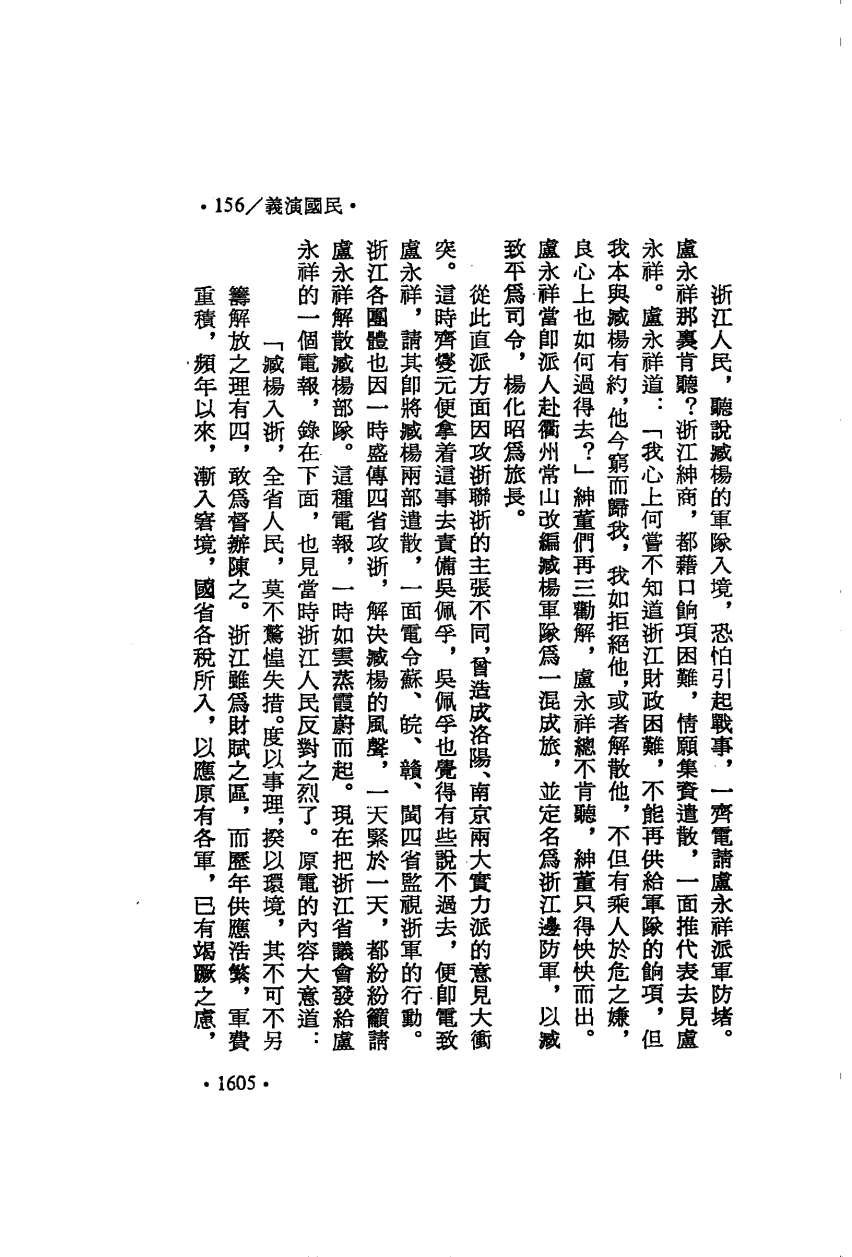 •156／義演國民•
浙江人民，聽說臧楊的軍隊入境，恐怕引起戰事，一齊電請盧永祥派軍防堵。
盧永祥那裏肯聽？浙江紳商，都藉口餉項困難，情願集資遣散，一面推代表去見盧
永祥。盧永祥道：「我心上何嘗不知道浙江財政困難，不能再供給軍隊的餉項，但
我本與臧楊有約，他今窮而歸我，我如拒絕他，或者解散他，不但有乘人於危之嫌，
良心上也如何過得去？」紳董們再三勸解，盧永祥總不肯聽，紳董只得怏怏而出。
盧永祥當卽派人赴衢州常山改編臧楊軍隊爲一混成旅，並定名爲浙江邊防軍，以臧
致平爲司令，楊化昭爲旅長。
從此直派方面因攻浙聯浙的主張不同，曾造成洛陽、南京兩大實力派的意見大衝
突。這時齊燮元便拿着這事去責備吳佩孚，吳佩孚也覺得有些說不過去，便卽電致
盧永祥，請其卽將臧楊兩部遣散，一面電令蘇、皖、贛、閩四省監視浙軍的行動。
浙江各團體也因一時盛傳四省攻浙，解決臧楊的風聲，一天緊於一天，都紛紛籲請
盧永祥解散臧楊部隊。這種電報，一時如雲蒸霞蔚而起。現在把浙江省議會發給盧
永祥的一個電報，錄在下面，也見當時浙江人民反對之烈了。原電的內容大意道：
「臧楊入浙，全省人民，莫不驚惶失措。度以事理，揆以環境，其不可不另
籌解放之理有四，敢爲督辦陳之。浙江雖爲財賦之區，而歷年供應浩繁，軍費
重積，頻年以來，漸入窘境，國省各稅所入，以應原有各軍，已有竭蹶之慮，
•1605•